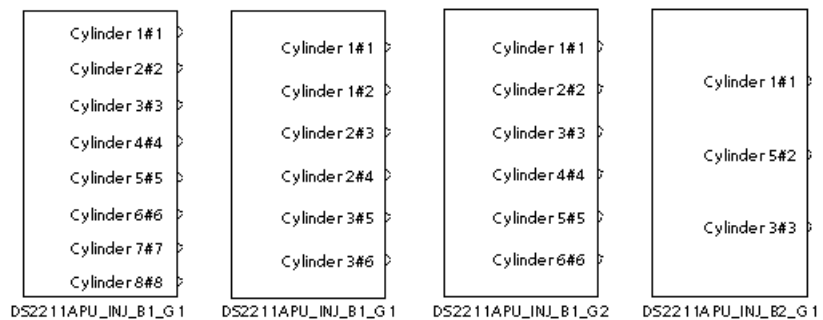 Cylinder 1#1
Cylinder 2#2
Cylinder 3#3
Cylinder 4#4
Cylinder 5#5
Cylinder 6#6
Cylinder 7#7
Cylinder 8#8
DS2211APU_INJ_B1_G1
Cylinder 1#1
Cylinder 1#2
Cylinder 2#3
Cylinder 2#4
Cylinder 3#5
Cylinder 3#6
DS2211APU_INJ_B1_G1
Cylinder 1#1
Cylinder 2#2
Cylinder 3#3
Cylinder 4#4
Cylinder 5#5
Cylinder 6#6
DS2211APU_INJ_B1_G2
Cylinder 1#1
Cylinder 5#2
Cylinder 3#3
DS2211APU_INJ_B2_G1